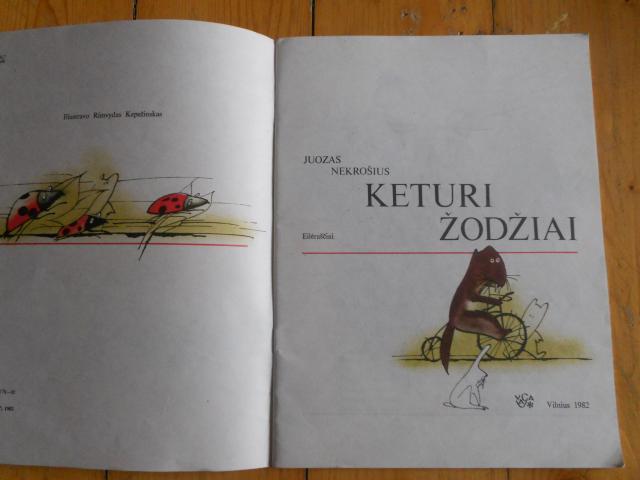 Iliustravo Rimvydas Kepežinskas
JUOZAS
NEKROŠIUS
KETURI
ŽODŽIAI
Eilėraščiai
Vilnius 1982